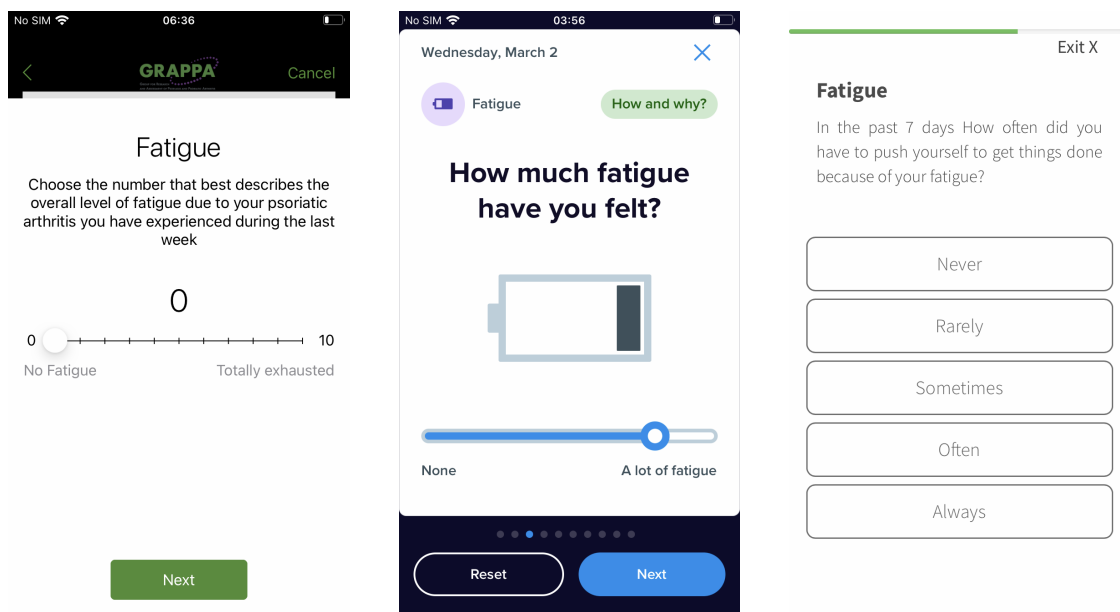 No SIM 06:36
GRAPPA
Cancel
Fatigue
Choose the number that best describes the
overall level of fatigue due to your psoriatic
arthritis you have experienced during the last
week
0
0 10
No Fatigue Totally exhausted
Next
No SIM 03:56
Wednesday, March 2
Fatigue How and why?
How much fatigue
have you felt?
None A lot of fatigue
Reset Next
Exit X
Fatigue
In the past 7 days How often did you
have to push yourself to get things done
because of your fatigue?
Never
Rarely
Sometimes
Often
Always